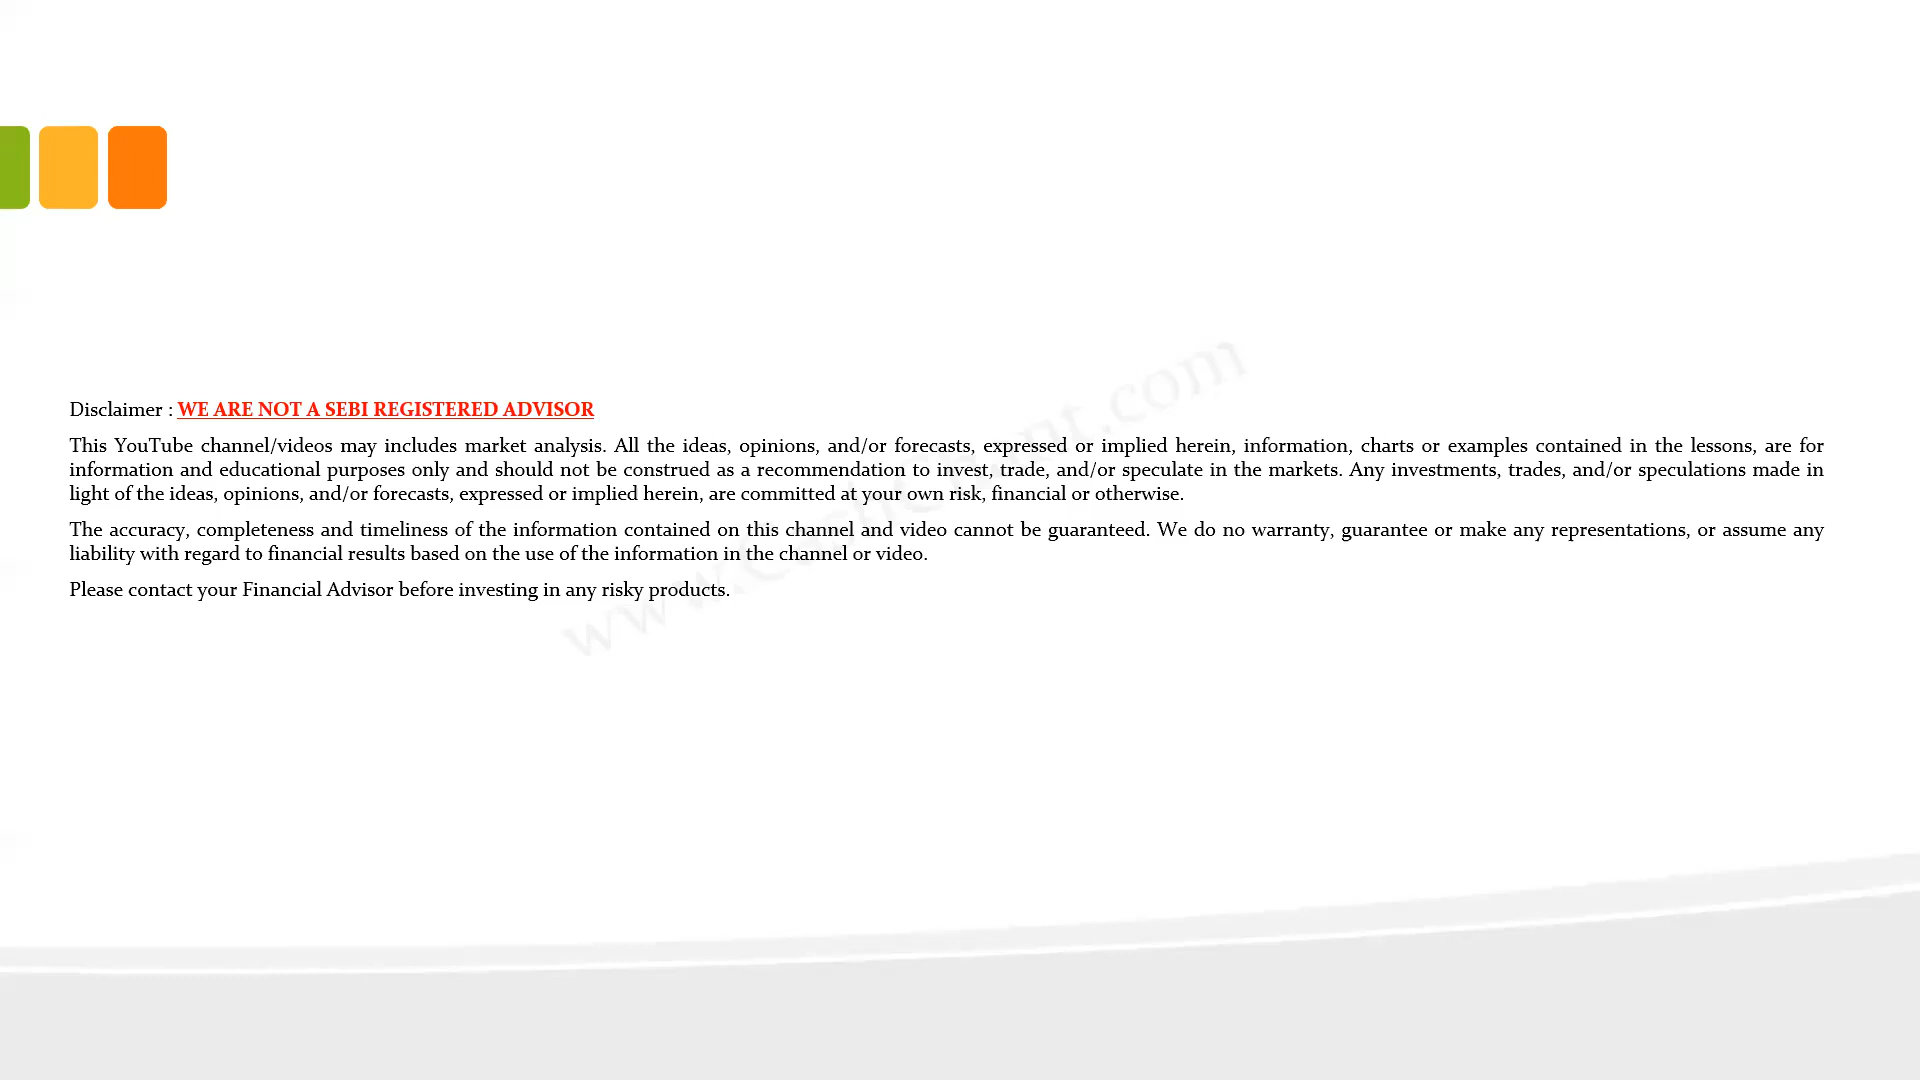 Disclaimer : WE ARE NOT A SEBI REGISTERED ADVISOR
This YouTube channel/videos may includes market analysis. All the ideas, opinions, and/or forecasts, expressed or implied herein, information, charts or examples contained in the lessons, are for
information and educational purposes only and should not be construed as a recommendation to invest, trade, and/or speculate in the markets. Any investments, trades, and/or speculations made in
light of the ideas, opinions, and/or forecasts, expressed or implied herein, are committed at your own risk, financial or otherwise.
The accuracy, completeness and timeliness of the information contained on this channel and video cannot be guaranteed. We do no warranty, guarantee or make any representations, or assume any
liability with regard to financial results based on the use of the information in the channel or video.
Please contact your Financial Advisor before investing in any risky products.